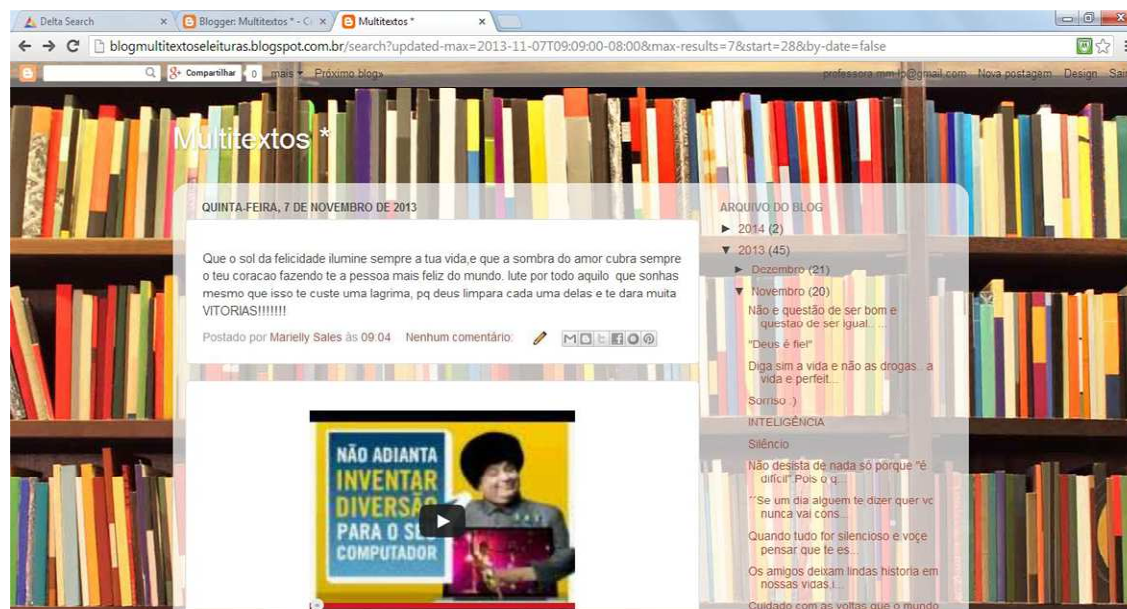 Delta Search
Blogger: Multitextos * - C
Multitextos *
blogmultitextoseleituras.blogspot.com.br/search?updated-max=2013-11-07T09:09:00-08:00&max-results=7&start=28&by-date=false
Compartilhar 0 mais Próximo blog»
Nova postagem Design Sair
Multitextos *
QUINTA-FEIRA, 7 DE NOVEMBRO DE 2013
Que o sol da felicidade ilumine sempre a tua vida,e que a sombra do amor cubra sempre
o teu coracao fazendo te a pessoa mais feliz do mundo. lute por todo aquilo que sonhas
mesmo que isso te custe uma lagrima, pq deus limpara cada uma delas e te dara muita
VITORIAS!!!!!!!
Postado por Marielly Sales às 09:04 Nenhum comentário:
NÃO ADIANTA
INVENTAR
DIVERSÃO
PARA O SEU
COMPUTADOR
ARQUIVO DO BLOG
► 2014 (2)
▼ 2013 (45)
► Dezembro (21)
▼ Novembro (20)
Não e questão de ser bom e
questão de ser igual. ...
"Deus é fiel"
Diga sim a vida e não as drogas.. a
vida e perfeit...
Sorriso :)
INTELIGÊNCIA
Silêncio
Não desista de nada só porque "é
difícil".Pois o q...
´´Se um dia alguem te dizer quer vc
nunca vai cons...
Quando tudo for silencioso e voçe
pensar que te es...
Os amigos deixam lindas historia em
nossas vidas,i...
Cuidado com as voltas que o mundo